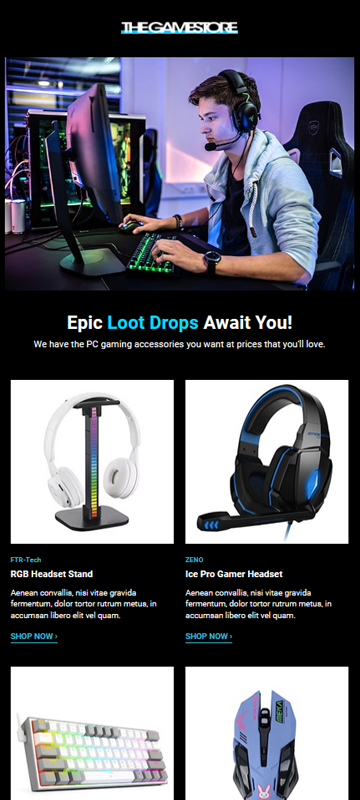 THE GAMESTORE
Epic Loot Drops Await You!
We have the PC gaming accessories you want at prices that you'll love.
FTR-Tech
RGB Headset Stand
Aenean convallis, nisi vitae gravida
fermentum, dolor tortor rutrum metus, in
accumsan libero elit vel quam.
SHOP NOW ›
ZENO
Ice Pro Gamer Headset
Aenean convallis, nisi vitae gravida
fermentum, dolor tortor rutrum metus, in
accumsan libero elit vel quam.
SHOP NOW ›